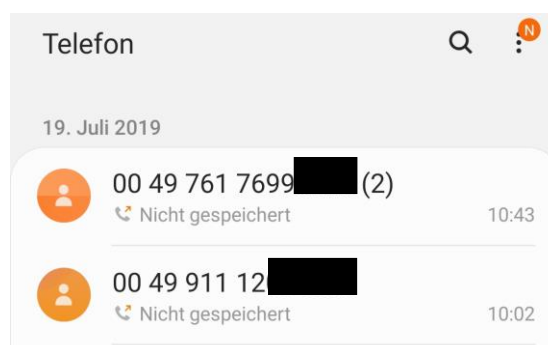 Telefon
N
19. Juli 2019
00 49 761 7699 (2)
Nicht gespeichert 10:43
00 49 911 12
Nicht gespeichert 10:02